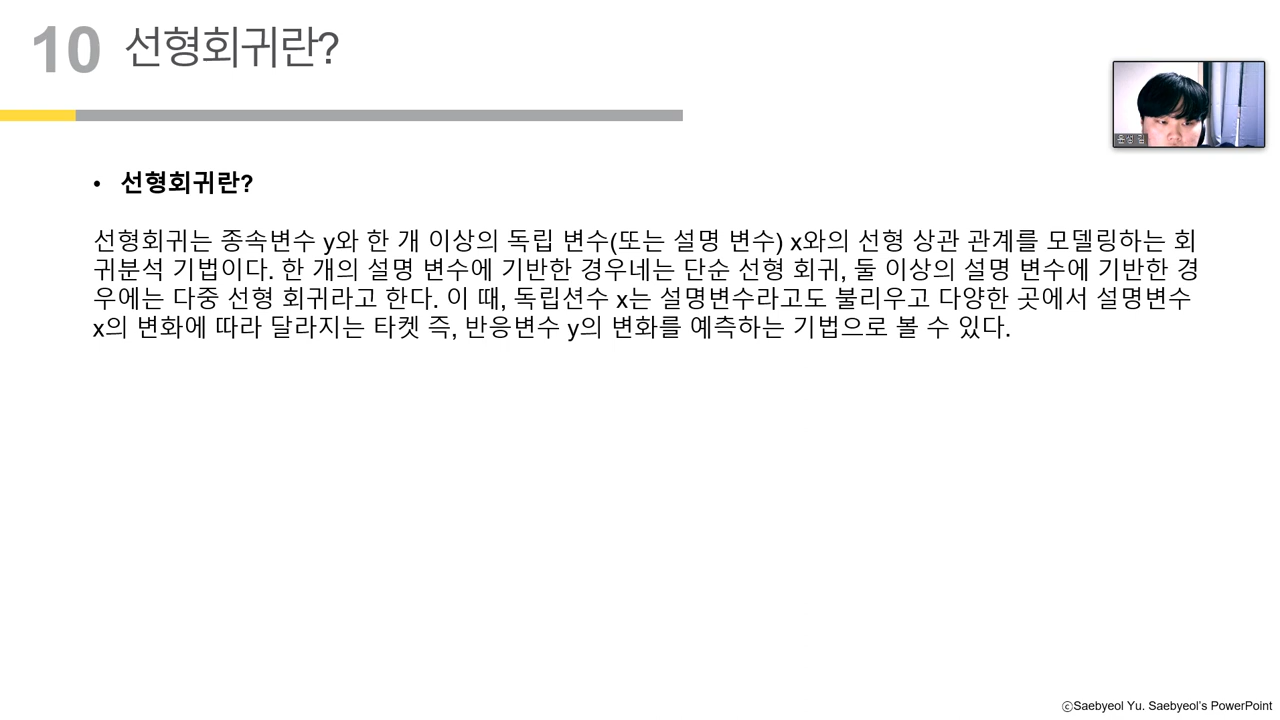 10 선형회귀란?
윤성 김
• 선형회귀란?
선형회귀는 종속변수 y와 한 개 이상의 독립 변수(또는 설명 변수) x와의 선형 상관 관계를 모델링하는 회
귀분석 기법이다. 한 개의 설명 변수에 기반한 경우네는 단순 선형 회귀, 둘 이상의 설명 변수에 기반한 경
우에는 다중 선형 회귀라고 한다. 이 때, 독립션수 x는 설명변수라고도 불리우고 다양한 곳에서 설명변수
x의 변화에 따라 달라지는 타켓 즉, 반응변수 y의 변화를 예측하는 기법으로 볼 수 있다.
ⓒSaebyeol Yu. Saebyeol's PowerPoint